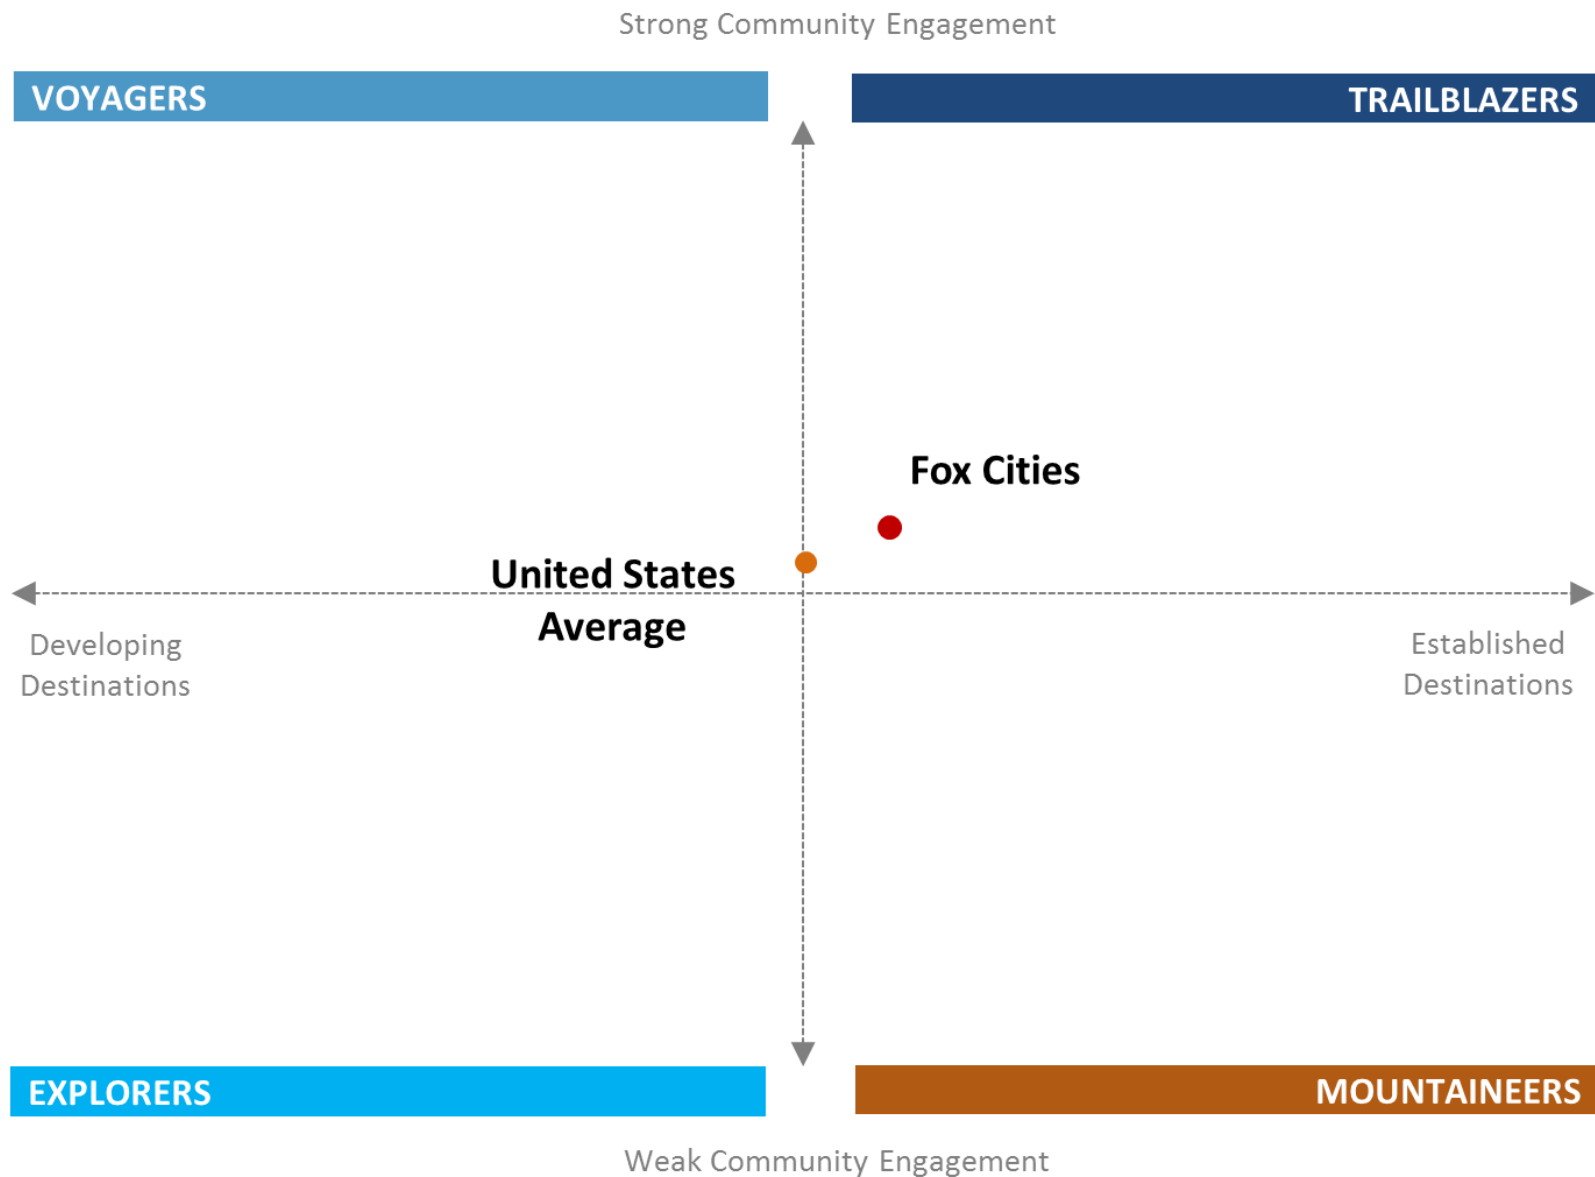 Strong Community Engagement
VOYAGERS
TRAILBLAZERS
Fox Cities
United States
Average
Developing
Destinations
Established
Destinations
EXPLORERS
MOUNTAINEERS
Weak Community Engagement